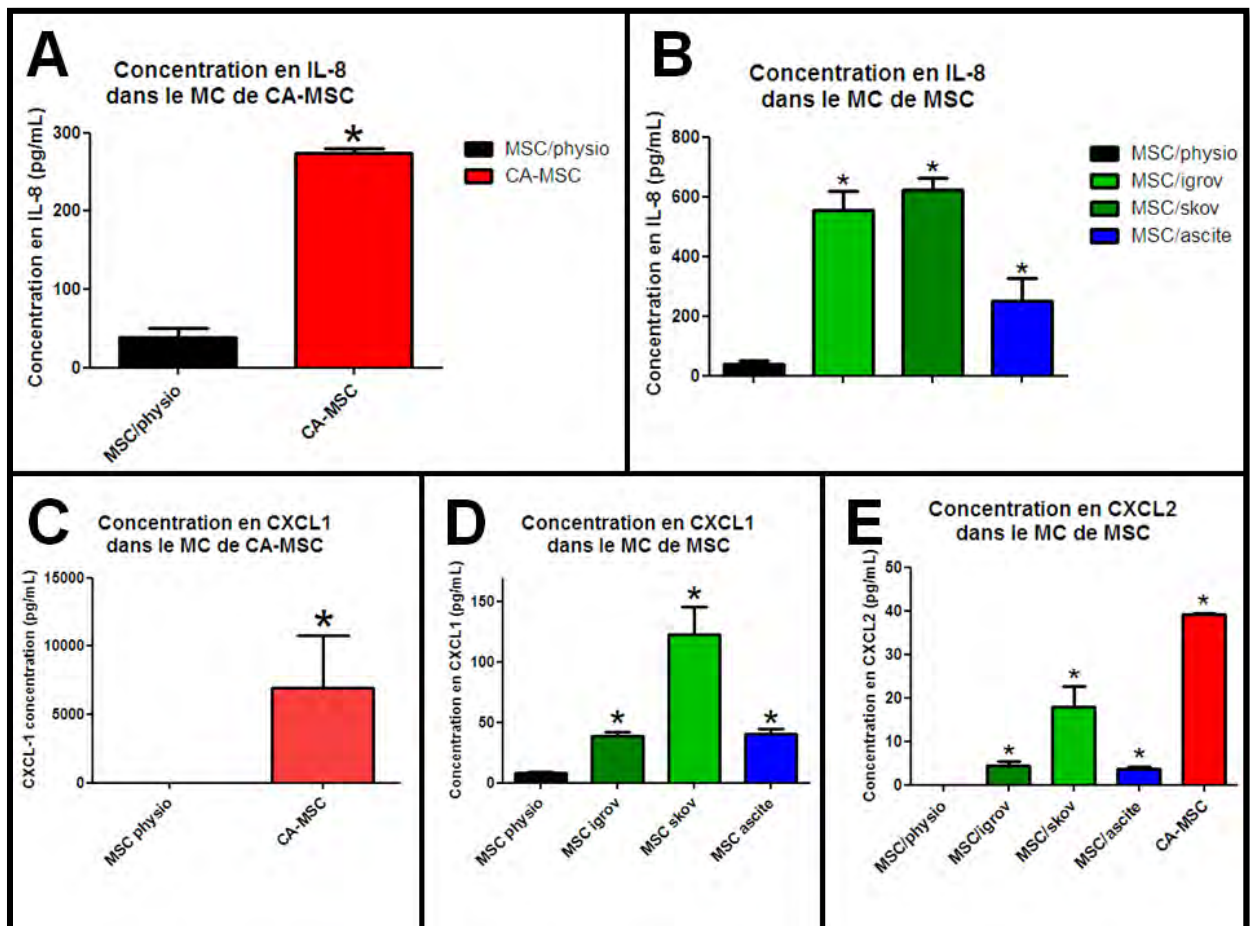 A
Concentration en IL-8
dans le MC de CA-MSC
Concentration en IL-8 (pg/mL)
300
200
100
0
*
MSC/physio
CA-MSC
MSC/physio
CA-MSC
B
Concentration en IL-8
dans le MC de MSC
Concentration en IL-8 (pg/mL)
800
600
400
200
0
*
*
*
MSC/physio
MSC/igrov
MSC/skov
MSC/ascite
C
Concentration en CXCL1
dans le MC de CA-MSC
CXCL-1 concentration (pg/mL)
15000
10000
5000
0
*
MSC physio
CA-MSC
D
Concentration en CXCL1
dans le MC de MSC
Concentration en CXCL1 (pg/mL)
150
100
50
0
*
*
*
MSC physio
MSC igrov
MSC skov
MSC ascite
E
Concentration en CXCL2
dans le MC de MSC
Concentration en CXCL2 (pg/mL)
50
40
30
20
10
0
*
*
*
*
MSC/physio
MSC/igrov
MSC/skov
MSC/ascite
CA-MSC